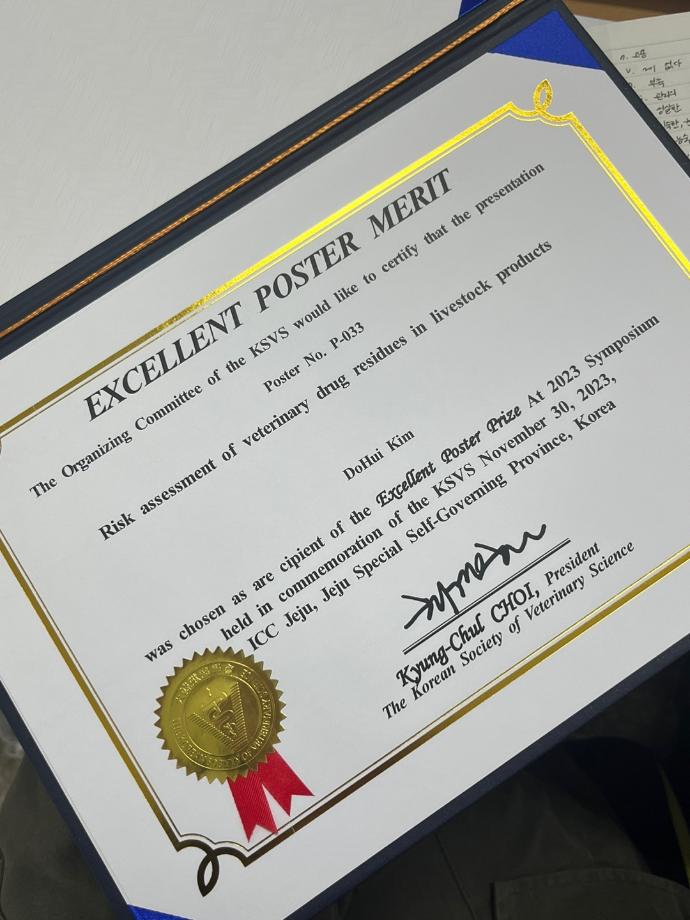 EXCELLENT POSTER MERIT
The Organizing Committee of the KSVS would like to certify that the presentation
Poster No. P-033
Risk assessment of veterinary drug residues in livestock products
DoHui Kim
was chosen as are cipient of the Excellent Poster Prize At 2023 Symposium
held in commemoration of the KSVS November 30, 2023,
ICC Jeju, Jeju Special Self-Governing Province, Korea
Kyung-Chul CHOI, President
The Korean Society of Veterinary Science
없다